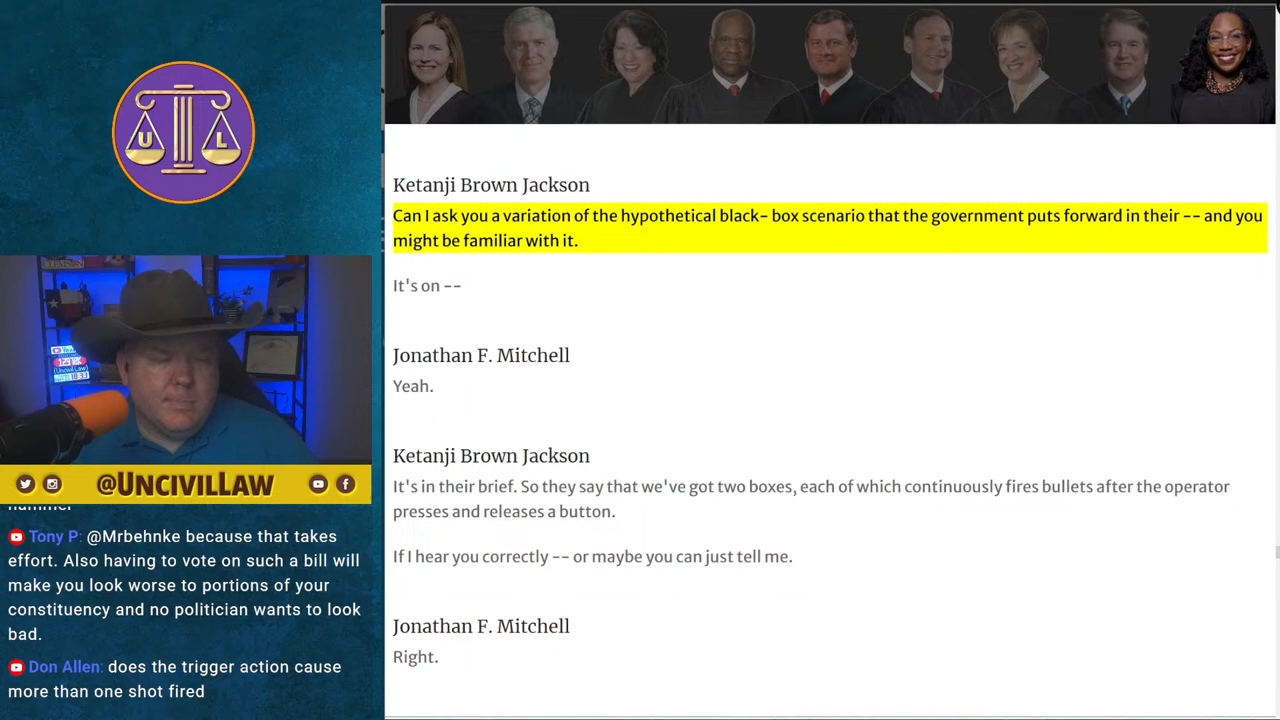 U L
@UNCIVILLAW
hammer
Tony P: @Mrbehnke because that takes
effort. Also having to vote on such a bill will
make you look worse to portions of your
constituency and no politician wants to look
bad.
Don Allen: does the trigger action cause
more than one shot fired
Ketanji Brown Jackson
Can I ask you a variation of the hypothetical black- box scenario that the government puts forward in their -- and you
might be familiar with it.
It's on --
Jonathan F. Mitchell
Yeah.
Ketanji Brown Jackson
It's in their brief. So they say that we've got two boxes, each of which continuously fires bullets after the operator
presses and releases a button.
If I hear you correctly -- or maybe you can just tell me.
Jonathan F. Mitchell
Right.